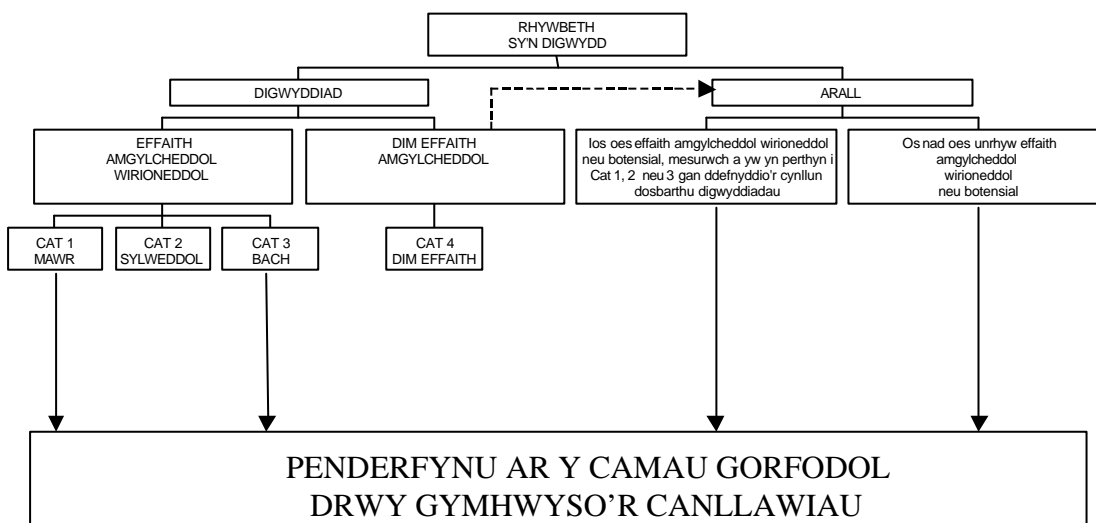 RHYWBETH
SY'N DIGWYDD
DIGWYDDIAD
ARALL
EFFAITH
AMGYLCHEDDOL
WIRIONEDDOL
DIM EFFAITH
AMGYLCHEDDOL
Ios oes effaith amgylcheddol wirioneddol
neu botensial, mesurwch a yw yn perthyn i
Cat 1, 2 neu 3 gan ddefnyddio'r cynllun
dosbarthu digwyddiadau
Os nad oes unrhyw effaith
amgylcheddol
wirioneddol
neu botensial
CAT 1
MAWR
CAT 2
SYLWEDDOL
CAT 3
BACH
CAT 4
DIM EFFAITH
PENDERFYNU AR Y CAMAU GORFODOL
DRWY GYMHWYSO'R CANLLAWIAU